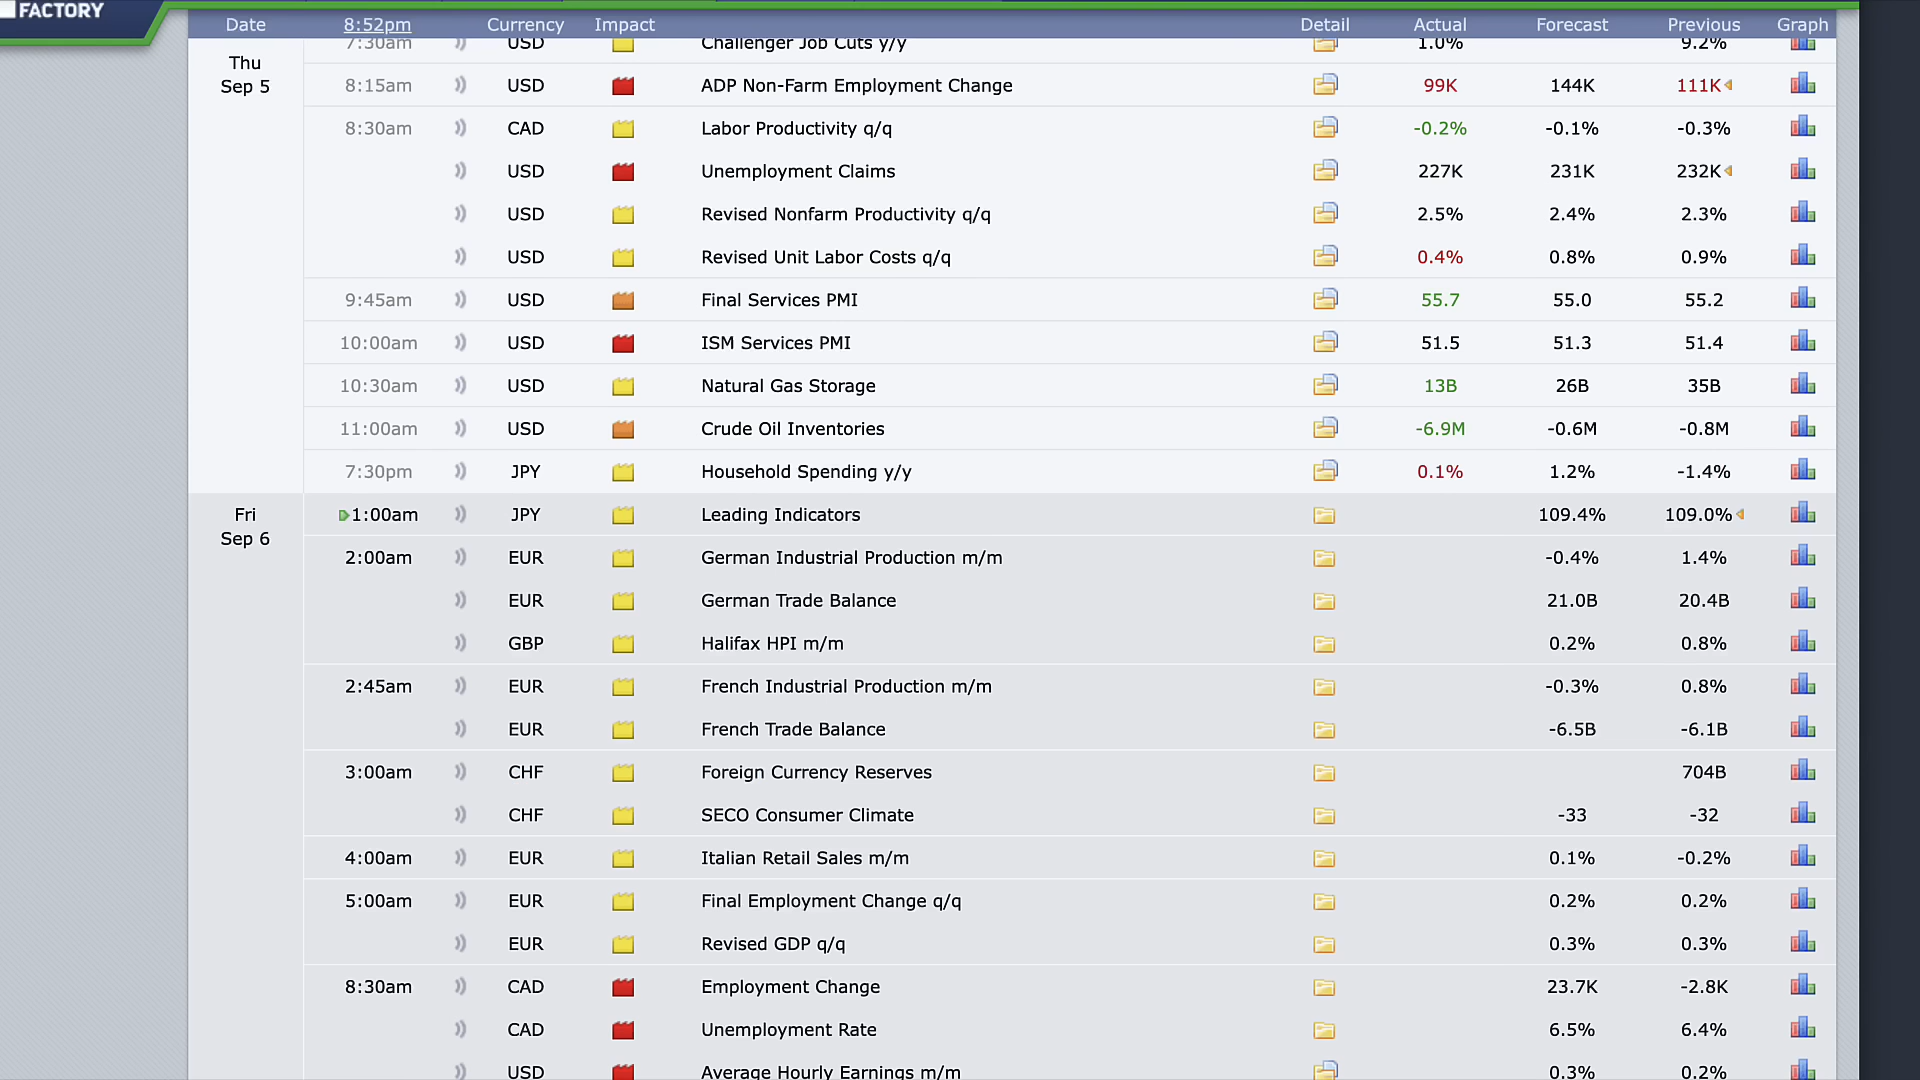 FACTORY
Date 8:52pm Currency Impact Detail Actual Forecast Previous Graph
7:30am USD Challenger Job Cuts y/y 1.0% 9.2%
Thu
Sep 5
8:15am USD ADP Non-Farm Employment Change 99K 144K 111K
8:30am CAD Labor Productivity q/q -0.2% -0.1% -0.3%
USD Unemployment Claims 227K 231K 232K
USD Revised Nonfarm Productivity q/q 2.5% 2.4% 2.3%
USD Revised Unit Labor Costs q/q 0.4% 0.8% 0.9%
9:45am USD Final Services PMI 55.7 55.0 55.2
10:00am USD ISM Services PMI 51.5 51.3 51.4
10:30am USD Natural Gas Storage 13B 26B 35B
11:00am USD Crude Oil Inventories -6.9M -0.6M -0.8M
7:30pm JPY Household Spending y/y 0.1% 1.2% -1.4%
Fri
Sep 6
1:00am JPY Leading Indicators 109.4% 109.0%
2:00am EUR German Industrial Production m/m -0.4% 1.4%
EUR German Trade Balance 21.0B 20.4B
GBP Halifax HPI m/m 0.2% 0.8%
2:45am EUR French Industrial Production m/m -0.3% 0.8%
EUR French Trade Balance -6.5B -6.1B
3:00am CHF Foreign Currency Reserves 704B
CHF SECO Consumer Climate -33 -32
4:00am EUR Italian Retail Sales m/m 0.1% -0.2%
5:00am EUR Final Employment Change q/q 0.2% 0.2%
EUR Revised GDP q/q 0.3% 0.3%
8:30am CAD Employment Change 23.7K -2.8K
CAD Unemployment Rate 6.5% 6.4%
USD Average Hourly Earnings m/m 0.3% 0.2%